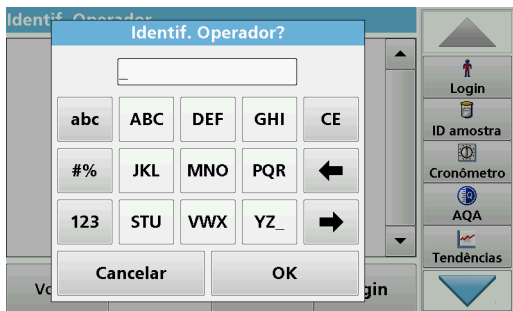 Identif. Operador
Identif. Operador?
_
abc ABC DEF GHI CE
#% JKL MNO PQR
123 STU VWX YZ_
Cancelar OK
Login
ID amostra
Cronômetro
AQA
Tendências